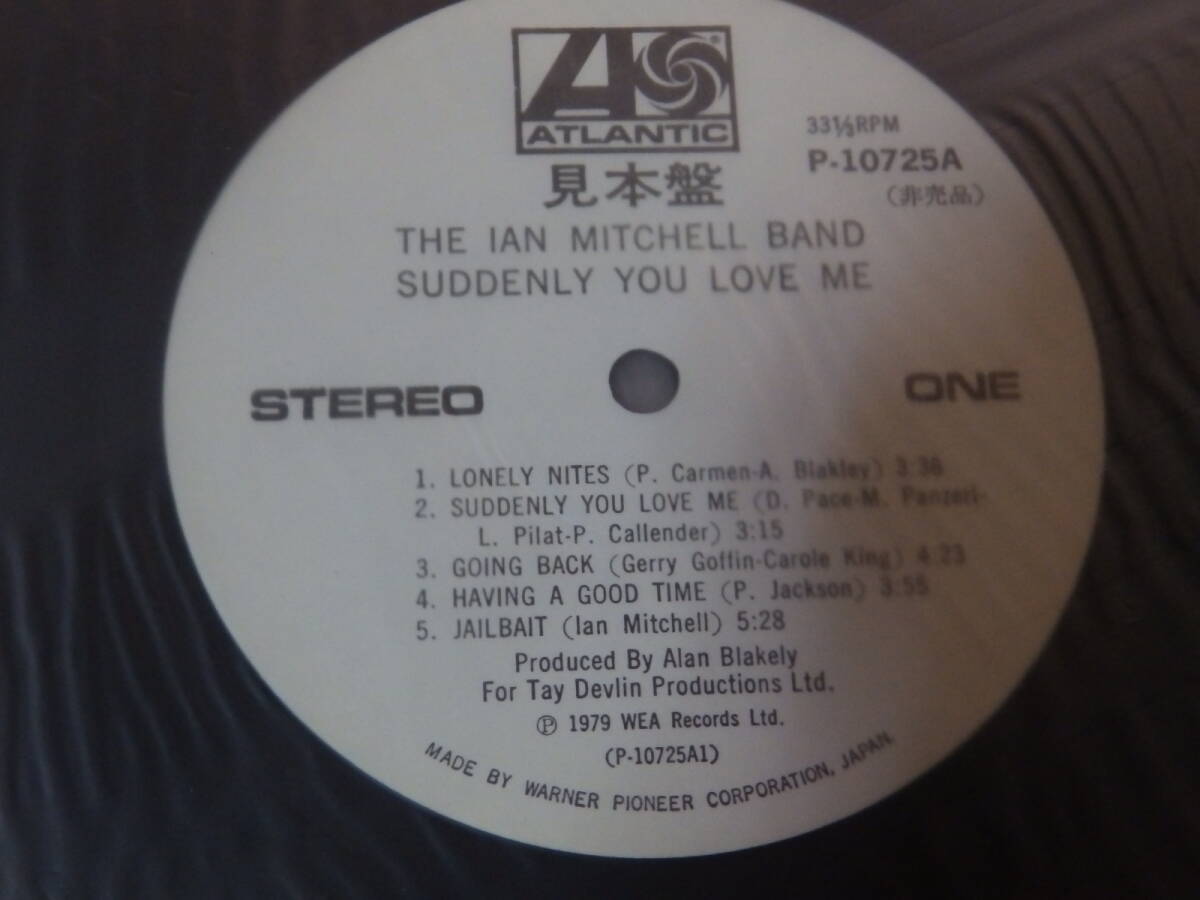 ATLANTIC
見本盤
33⅓RPM
P-10725A
(非売品)
THE IAN MITCHELL BAND
SUDDENLY YOU LOVE ME
STEREO
ONE
1. LONELY NITES (P. Carmen-A. Blakley) 3:36
2. SUDDENLY YOU LOVE ME (D. Pace-M. Panzeri-
L. Pilat-P. Callender) 3:15
3. GOING BACK (Gerry Goffin-Carole King) 4:23
4. HAVING A GOOD TIME (P. Jackson) 3:55
5. JAILBAIT (Ian Mitchell) 5:28
Produced By Alan Blakely
For Tay Devlin Productions Ltd.
℗ 1979 WEA Records Ltd.
(P-10725A1)
MADE BY WARNER PIONEER CORPORATION, JAPAN.